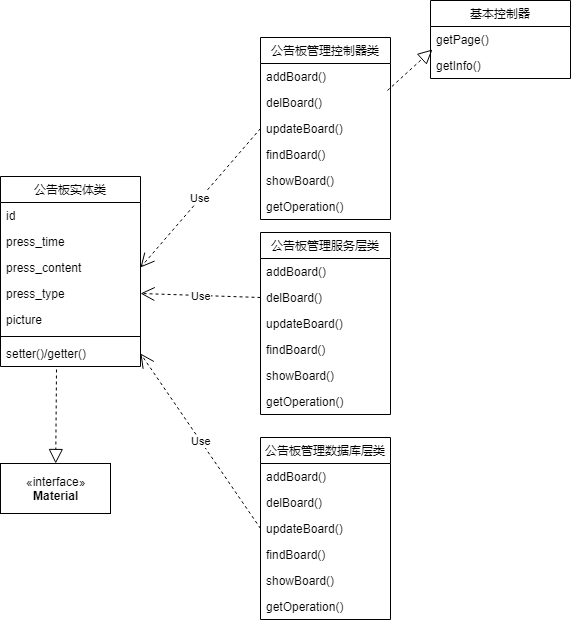 基本控制器
getPage()
getInfo()
公告板管理控制器类
addBoard()
delBoard()
updateBoard()
findBoard()
showBoard()
getOperation()
Use
公告板实体类
id
press_time
press_content
press_type
picture
setter()/getter()
Use
公告板管理服务层类
addBoard()
delBoard()
updateBoard()
findBoard()
showBoard()
getOperation()
Use
公告板管理数据库层类
addBoard()
delBoard()
updateBoard()
findBoard()
showBoard()
getOperation()
«interface»
Material